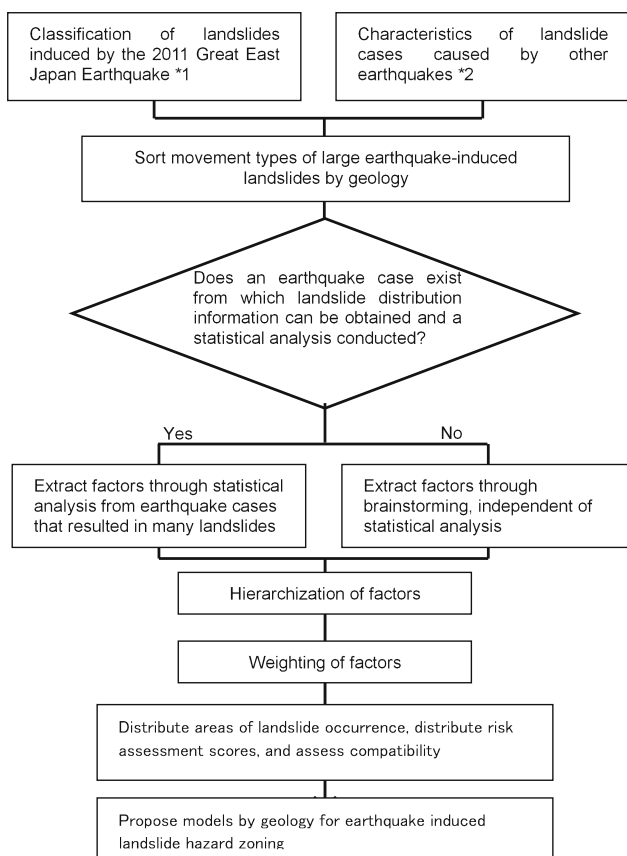 Classification of landslides
induced by the 2011 Great East
Japan Earthquake *1
Characteristics of landslide
cases caused by other
earthquakes *2
Sort movement types of large earthquake-induced
landslides by geology
Does an earthquake case exist
from which landslide distribution
information can be obtained and a
statistical analysis conducted?
Yes
No
Extract factors through statistical
analysis from earthquake cases
that resulted in many landslides
Extract factors through
brainstorming, independent of
statistical analysis
Hierarchization of factors
Weighting of factors
Distribute areas of landslide occurrence, distribute risk
assessment scores, and assess compatibility
Propose models by geology for earthquake induced
landslide hazard zoning